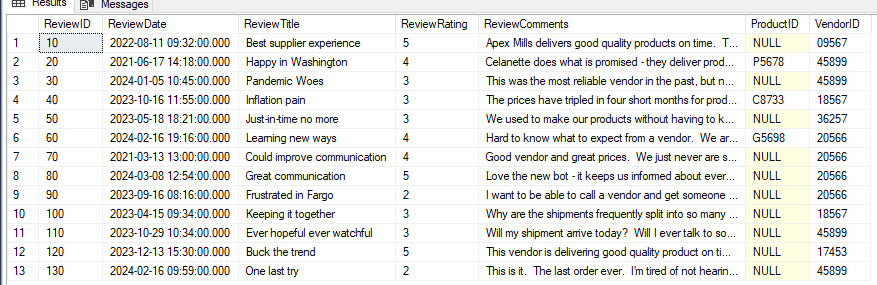 Results Messages
ReviewID ReviewDate ReviewTitle ReviewRating ReviewComments ProductID VendorID
1 10 2022-08-11 09:32:00.000 Best supplier experience 5 Apex Mills delivers good quality products on time. T... NULL 09567
2 20 2021-06-17 14:18:00.000 Happy in Washington 4 Celanette does what is promised - they deliver prod... P5678 45899
3 30 2024-01-05 10:45:00.000 Pandemic Woes 3 This was the most reliable vendor in the past, but n... NULL 45899
4 40 2023-10-16 11:55:00.000 Inflation pain 3 The prices have tripled in four short months for prod... C8733 18567
5 50 2023-05-18 18:21:00.000 Just-in-time no more 3 We used to make our products without having to k... NULL 36257
6 60 2024-02-16 19:16:00.000 Learning new ways 4 Hard to know what to expect from a vendor. We ar... G5698 20566
7 70 2021-03-13 13:00:00.000 Could improve communication 4 Good vendor and great prices. We just never are s... NULL 20566
8 80 2024-03-08 12:54:00.000 Great communication 5 Love the new bot - it keeps us informed about ever... NULL 20566
9 90 2023-09-16 08:16:00.000 Frustrated in Fargo 2 I want to be able to call a vendor and get someone ... NULL 20566
10 100 2023-04-15 09:34:00.000 Keeping it together 3 Why are the shipments frequently split into so many ... NULL 18567
11 110 2023-10-29 10:34:00.000 Ever hopeful ever watchful 3 Will my shipment arrive today? Will I ever talk to so... NULL 45899
12 120 2023-12-13 15:30:00.000 Buck the trend 5 This vendor is delivering good quality product on ti... NULL 17453
13 130 2024-02-16 09:59:00.000 One last try 2 This is it. The last order ever. I'm tired of not hearin... NULL 45899